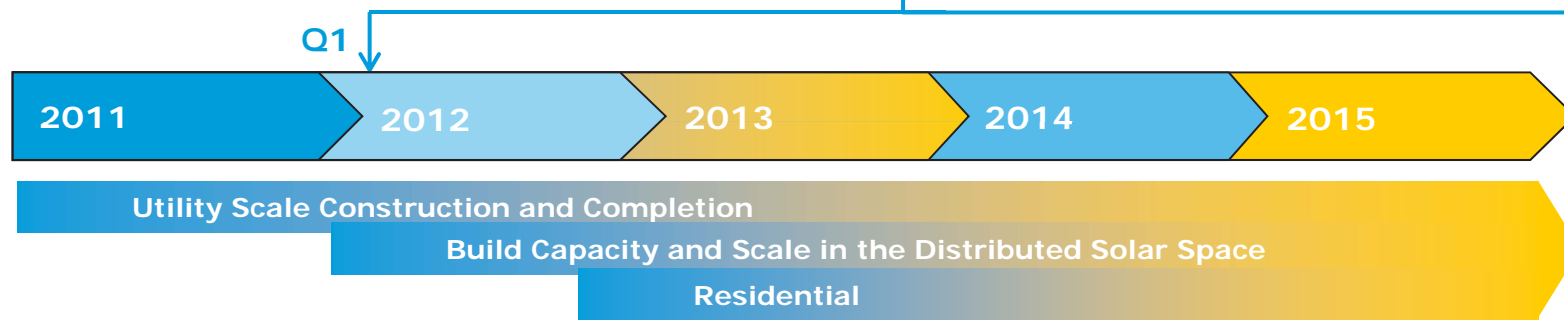 Q1
2011 2012 2013 2014 2015
Utility Scale Construction and Completion
Build Capacity and Scale in the Distributed Solar Space
Residential